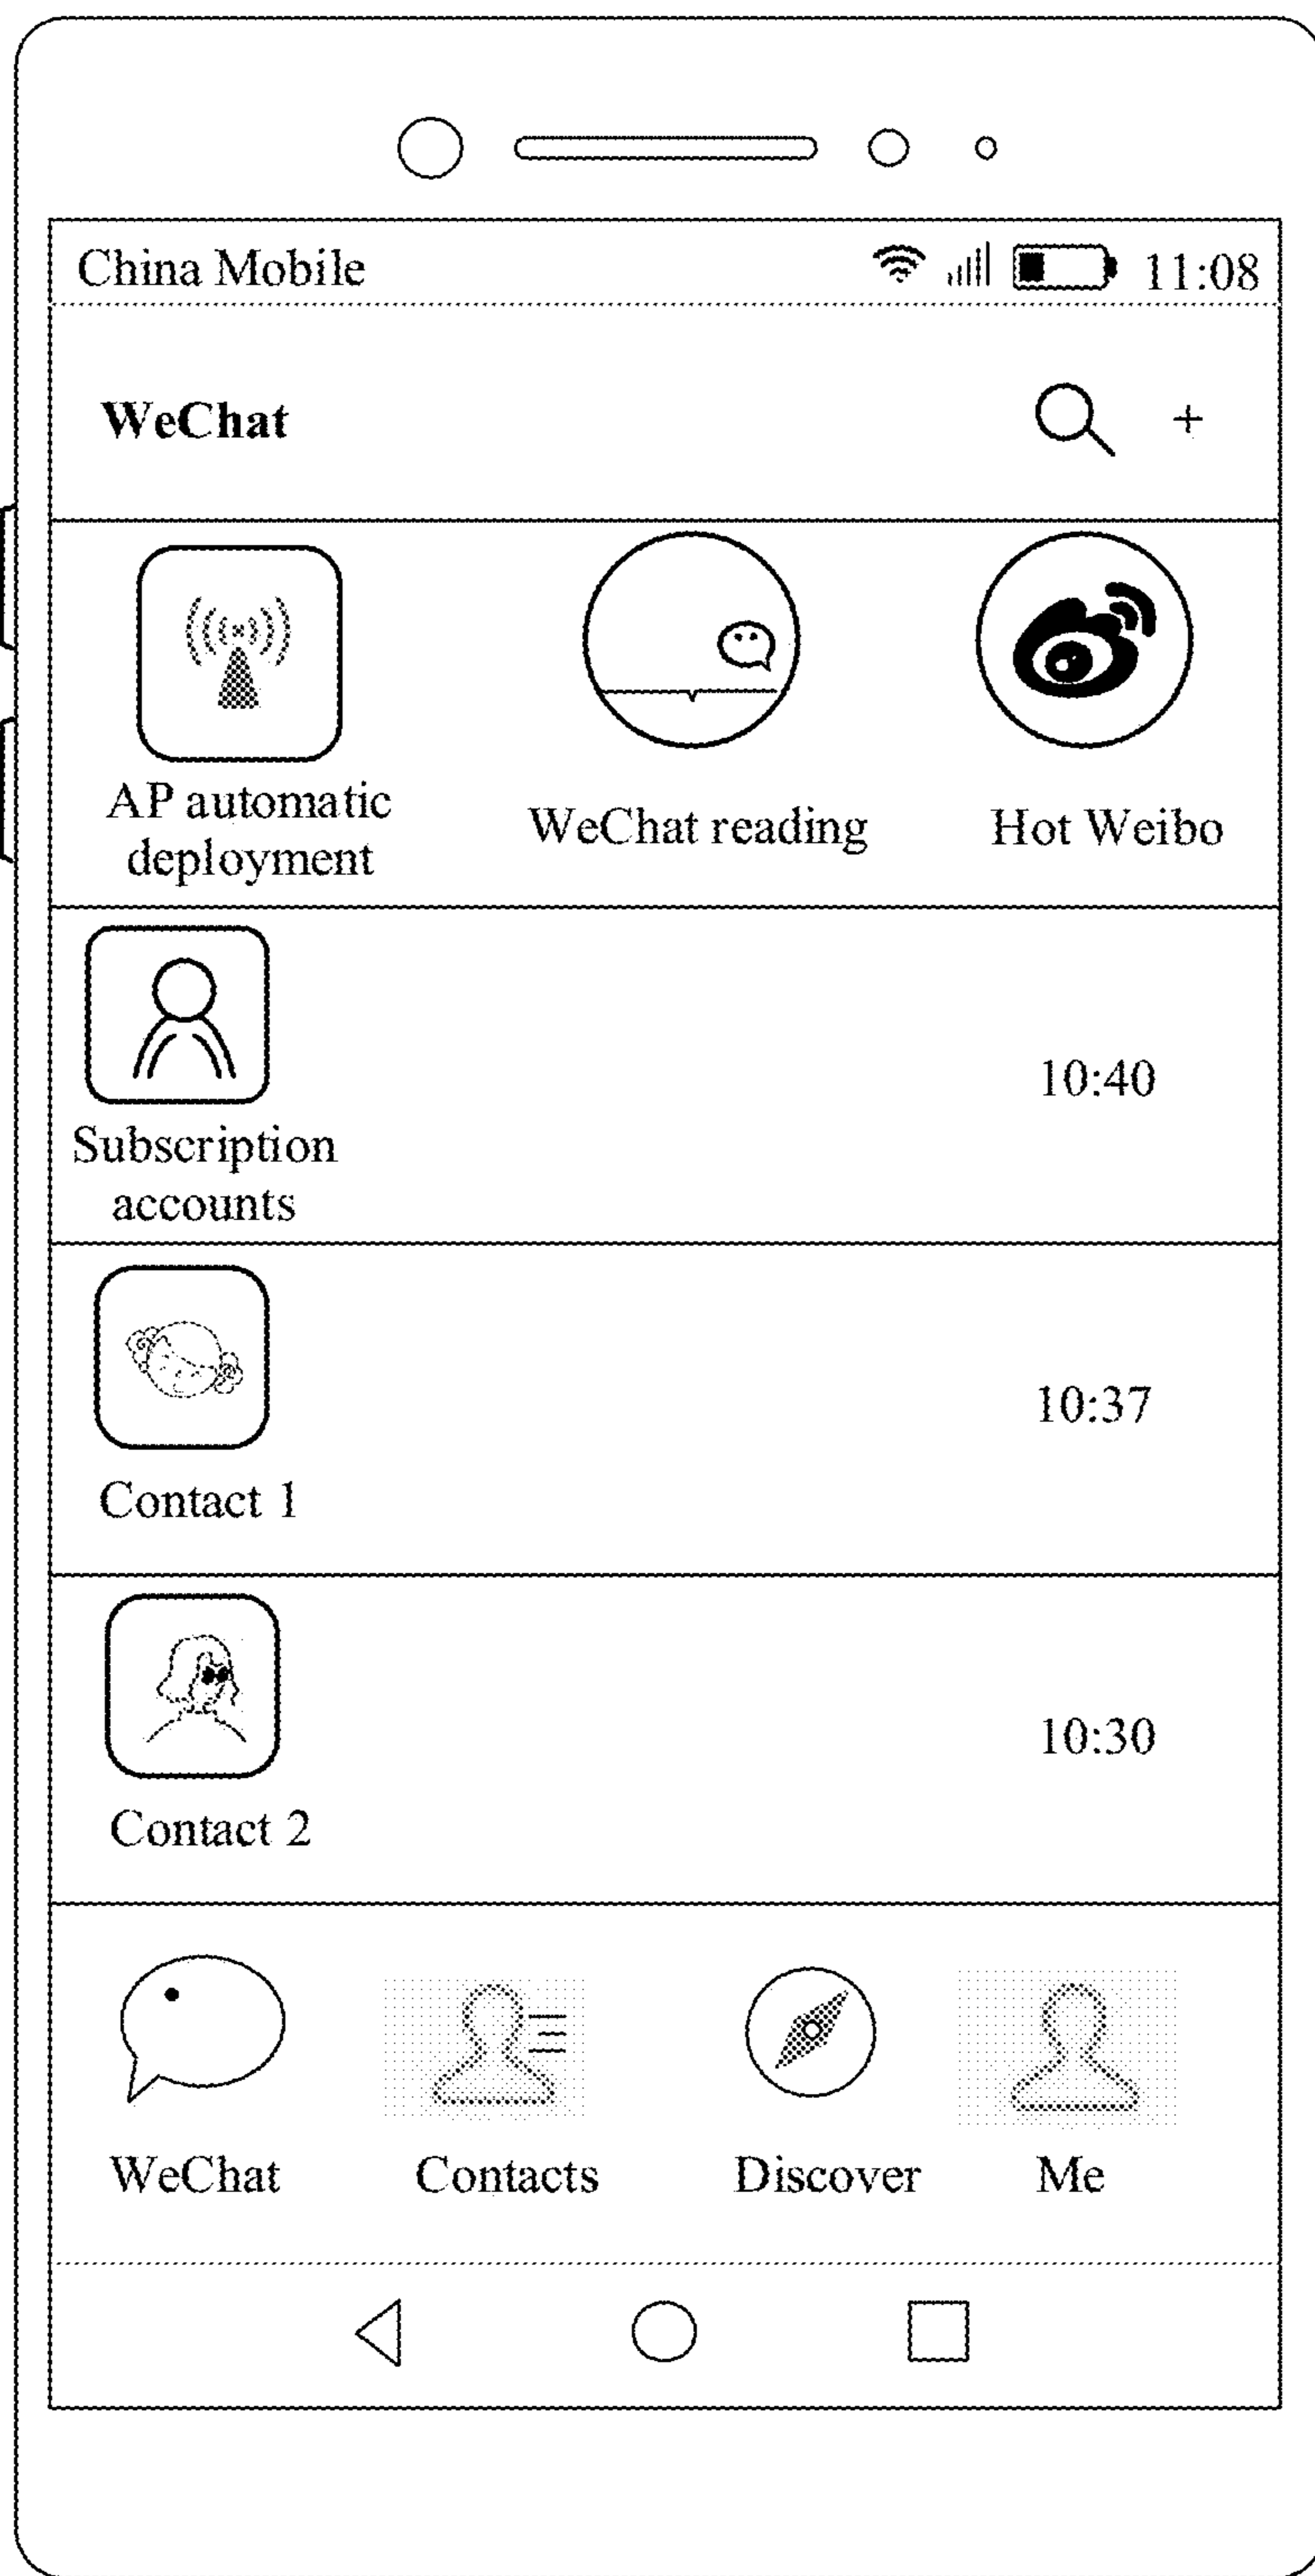 China Mobile 11:08
WeChat +
AP automatic
deployment
WeChat reading
Hot Weibo
10:40
Subscription
accounts
10:37
Contact 1
10:30
Contact 2
WeChat Contacts Discover Me